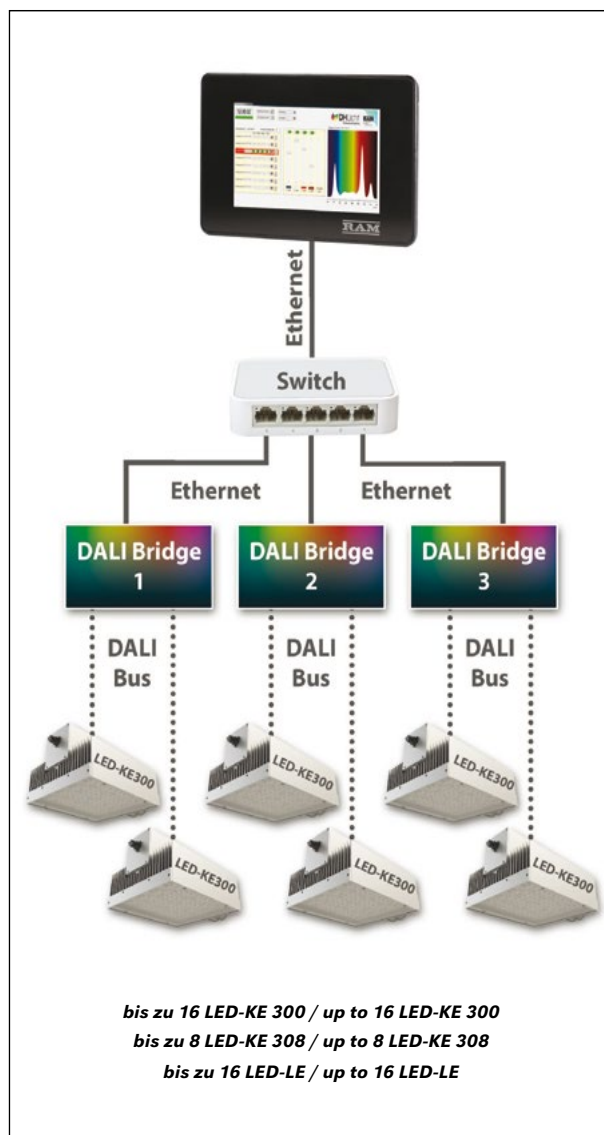 DHLicht
RAM
RAM
Ethernet
Switch
Ethernet
Ethernet
DALI Bridge
1
DALI Bridge
2
DALI Bridge
3
DALI
Bus
DALI
Bus
DALI
Bus
LED-KE300
LED-KE300
LED-KE300
LED-KE300
LED-KE300
LED-KE300
bis zu 16 LED-KE 300 / up to 16 LED-KE 300
bis zu 8 LED-KE 308 / up to 8 LED-KE 308
bis zu 16 LED-LE / up to 16 LED-LE